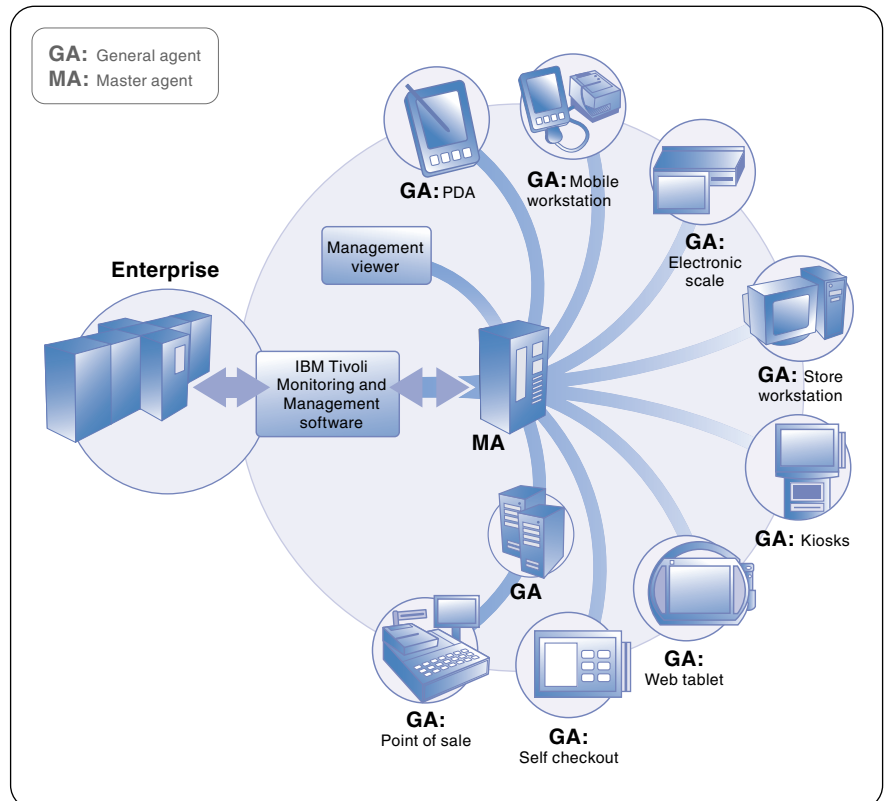 GA: General agent
MA: Master agent
GA: PDA
GA: Mobile
workstation
GA:
Electronic
scale
Management
viewer
Enterprise
IBM Tivoli
Monitoring and
Management
software
MA
GA: Store
workstation
GA: Kiosks
GA
GA:
Web tablet
GA:
Point of sale
GA:
Self checkout